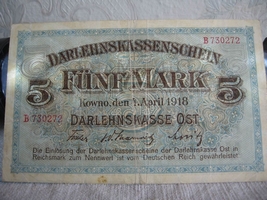 B 730272
DARLEHNSKASSENSCHEIN
5 FÜNF MARK 5
Kowno, den 4. April 1918
B 730272 DARLEHNSKASSE OST.
Die Einlösung der Darlehnskassenscheine der Darlehnskasse Ost in
Reichsmark zum Nennwert ist vom Deutschen Reich gewährleistet